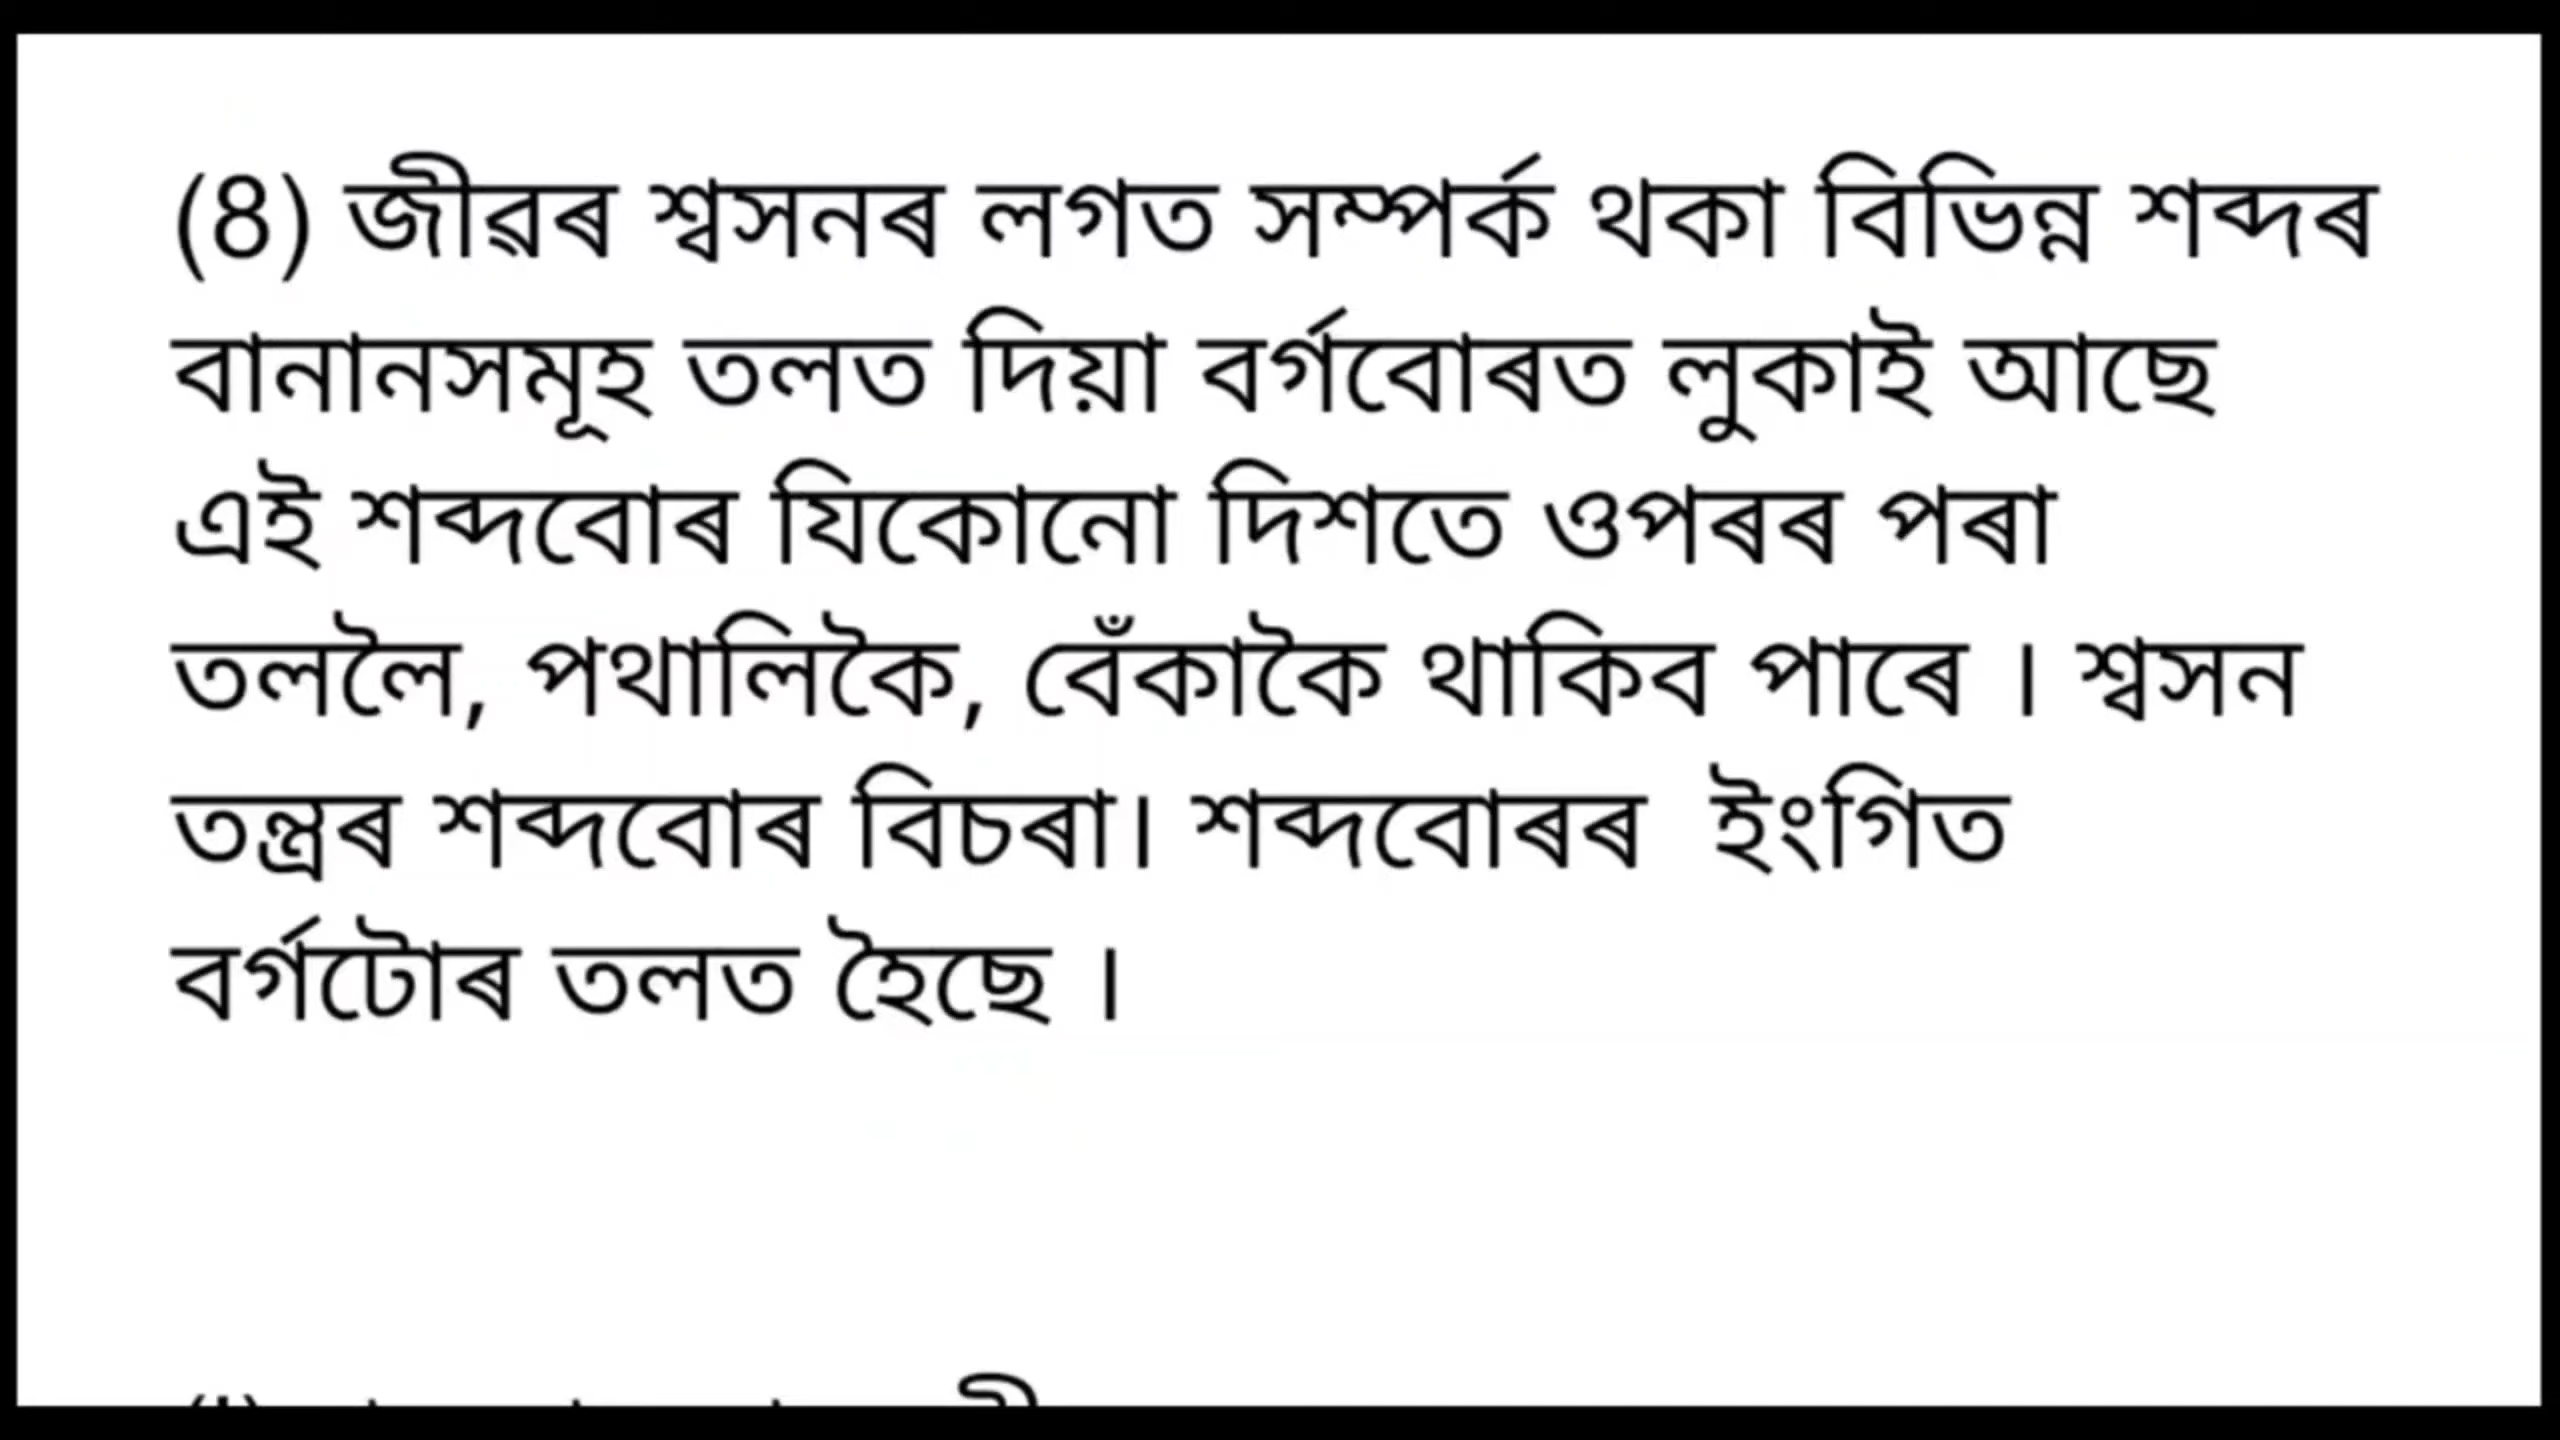 (8) জীৱৰ শ্বসনৰ লগত সম্পৰ্ক থকা বিভিন্ন শব্দৰ
বানানসমূহ তলত দিয়া বৰ্গবোৰত লুকাই আছে
এই শব্দবোৰ যিকোনো দিশতে ওপৰৰ পৰা
তললৈ, পথালিকৈ, বেঁকাকৈ থাকিব পাৰে । শ্বসন
তন্ত্ৰৰ শব্দবোৰ বিচৰা। শব্দবোৰৰ  ইংগিত
বৰ্গটোৰ তলত হৈছে ।